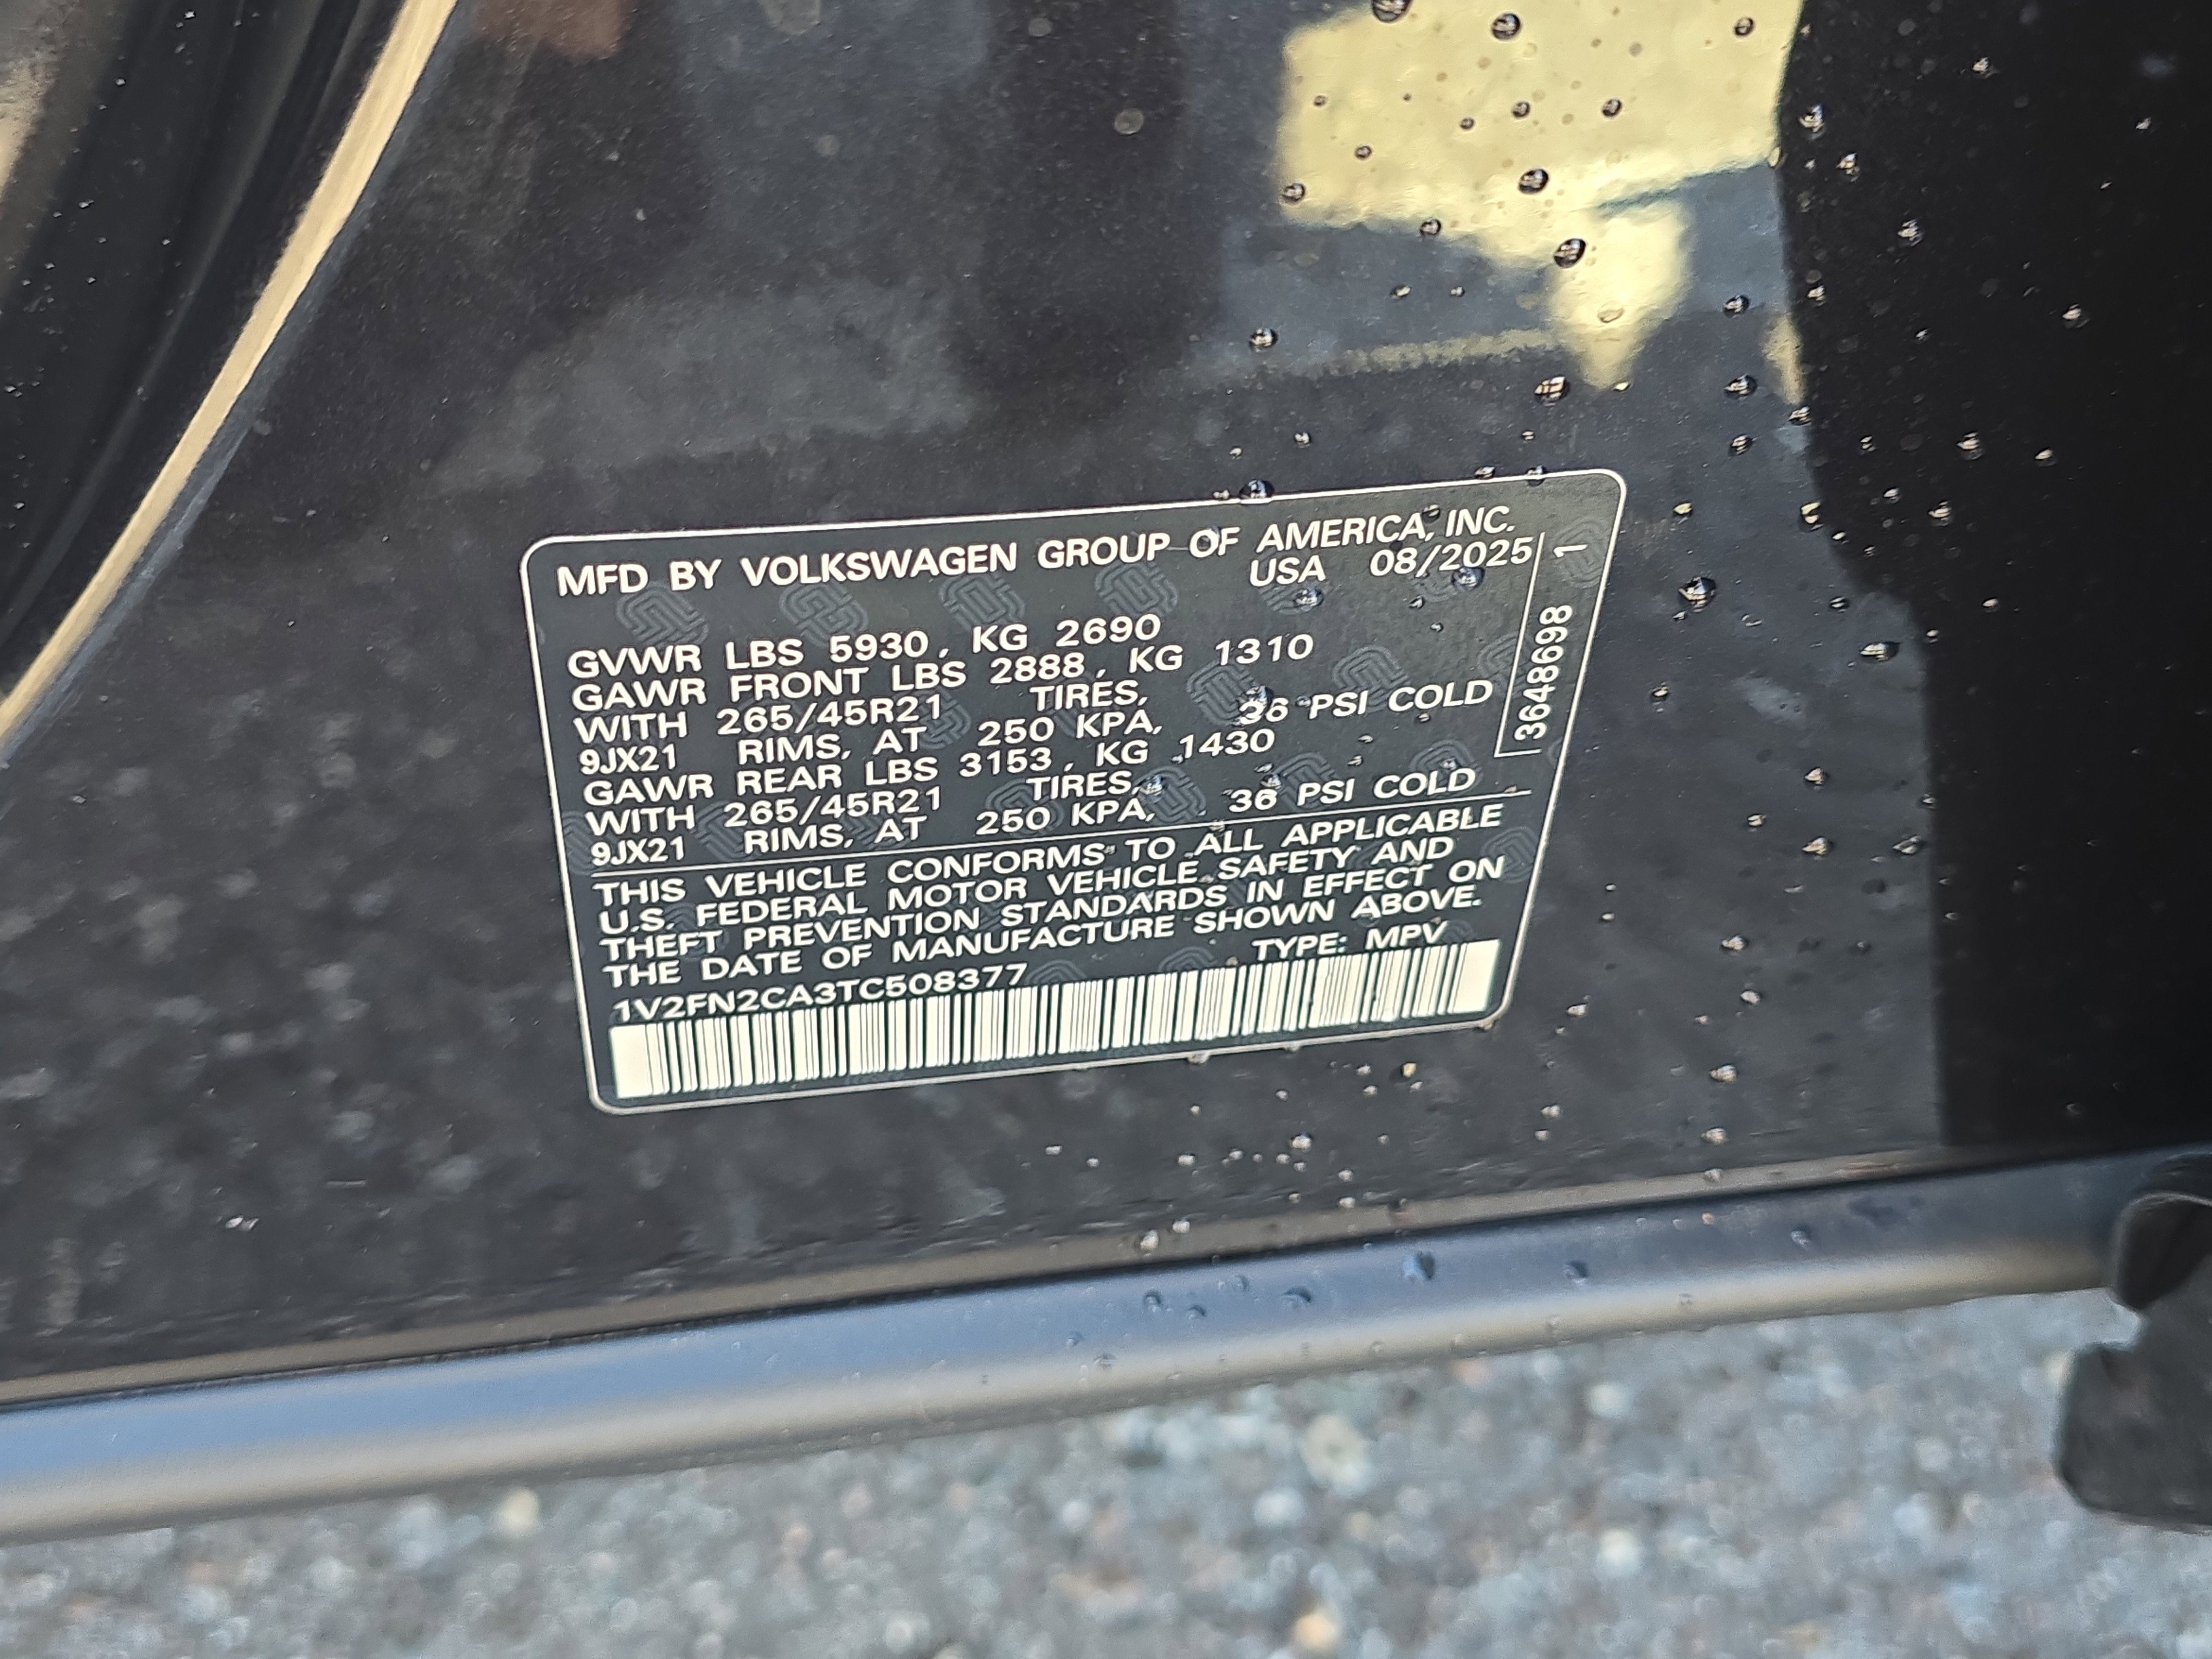 MFD BY VOLKSWAGEN GROUP OF AMERICA, INC.
USA 08/2025
GVWR LBS 5930, KG 2690
GAWR FRONT LBS 2888, KG 1310
WITH 265/45R21 TIRES,
9JX21 RIMS, AT 250 KPA, 36 PSI COLD
GAWR REAR LBS 3153, KG 1430
WITH 265/45R21 TIRES,
9JX21 RIMS, AT 250 KPA, 36 PSI COLD
THIS VEHICLE CONFORMS TO ALL APPLICABLE
U.S. FEDERAL MOTOR VEHICLE SAFETY AND
THEFT PREVENTION STANDARDS IN EFFECT ON
THE DATE OF MANUFACTURE SHOWN ABOVE.
1V2FN2CA3TC508377 TYPE: MPV
3648698 1